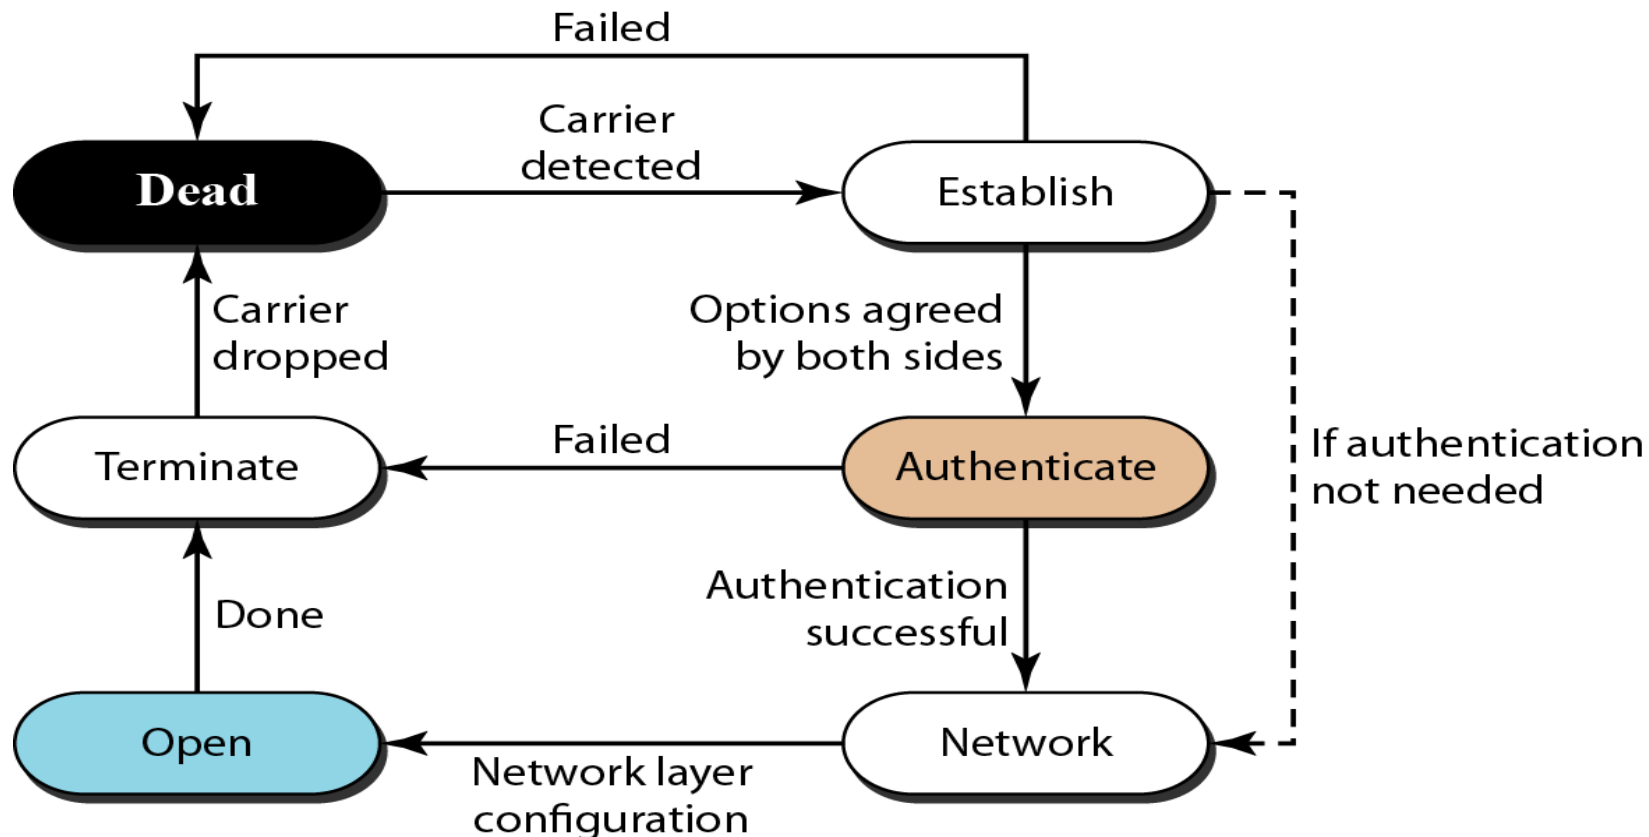 Failed
Carrier
detected
Dead
Establish
Carrier
dropped
Options agreed
by both sides
If authentication
not needed
Terminate
Failed
Authenticate
Done
Authentication
successful
Open
Network
Network layer
configuration